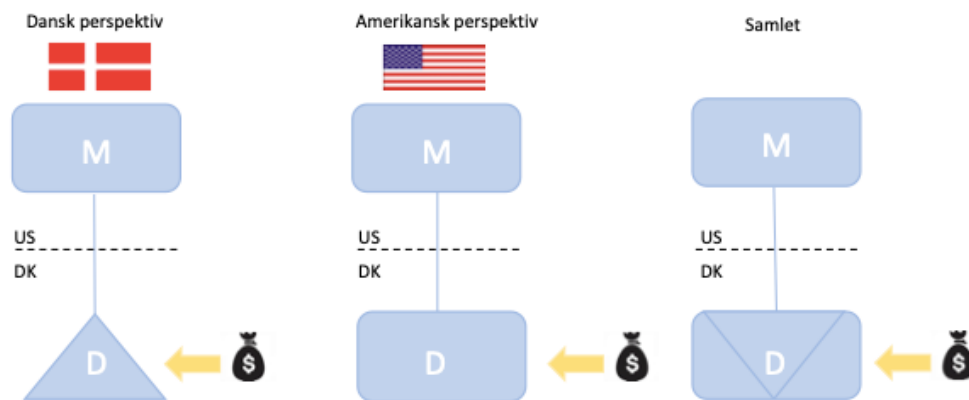 Dansk perspektiv
Amerikansk perspektiv
Samlet
M
M
M
US
DK
US
DK
US
DK
D
$
D
$
D
$